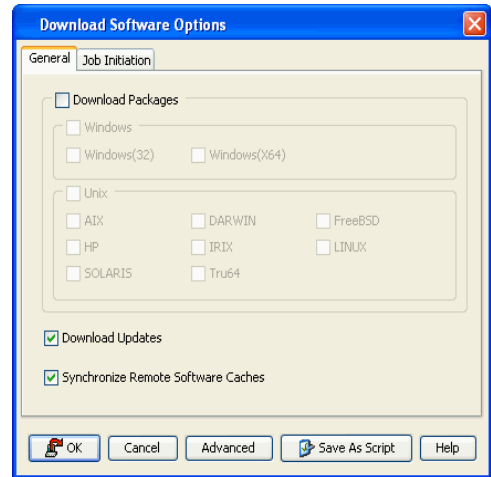 Download Software Options
General Job Initiation
Download Packages
Windows
Windows(32) Windows(X64)
Unix
AIX DARWIN FreeBSD
HP IRIX LINUX
SOLARIS Tru64
Download Updates
Synchronize Remote Software Caches
OK Cancel Advanced Save As Script Help